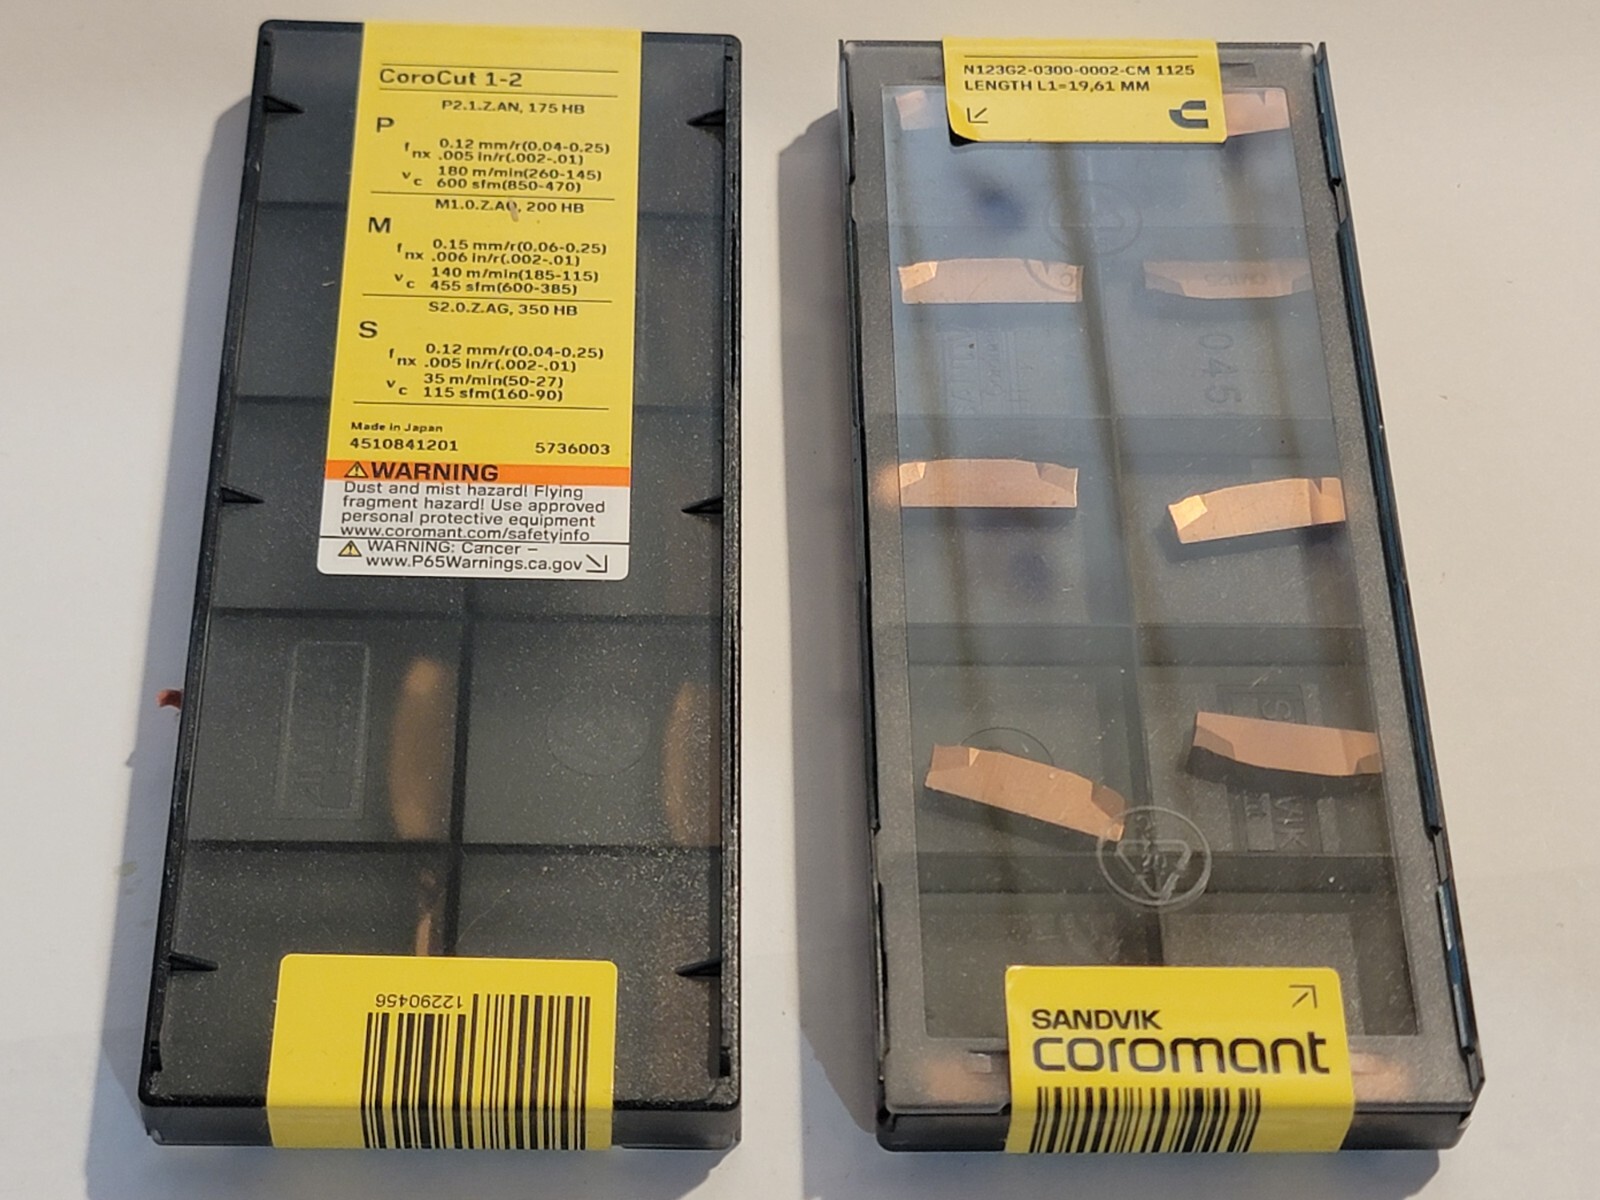 CoroCut 1-2
P2.1.Z.AN, 175 HB
P
fnx 0.12 mm/r(0.04-0.25)
.005 in/r(.002-.01)
vc 180 m/min(260-145)
600 sfm(850-470)
M1.0.Z.AQ, 200 HB
M
fnx 0.15 mm/r(0.06-0.25)
.006 in/r(.002-.01)
vc 140 m/min(185-115)
455 sfm(600-385)
S2.0.Z.AG, 350 HB
S
fnx 0.12 mm/r(0.04-0.25)
.005 in/r(.002-.01)
vc 35 m/min(50-27)
115 sfm(160-90)
Made in Japan
4510841201 5736003
WARNING
Dust and mist hazard! Flying
fragment hazard! Use approved
personal protective equipment
www.coromant.com/safetyinfo
WARNING: Cancer –
www.P65Warnings.ca.gov
12290456
N123G2-0300-0002-CM 1125
LENGTH L1=19,61 MM
045
SANDVIK
coromant